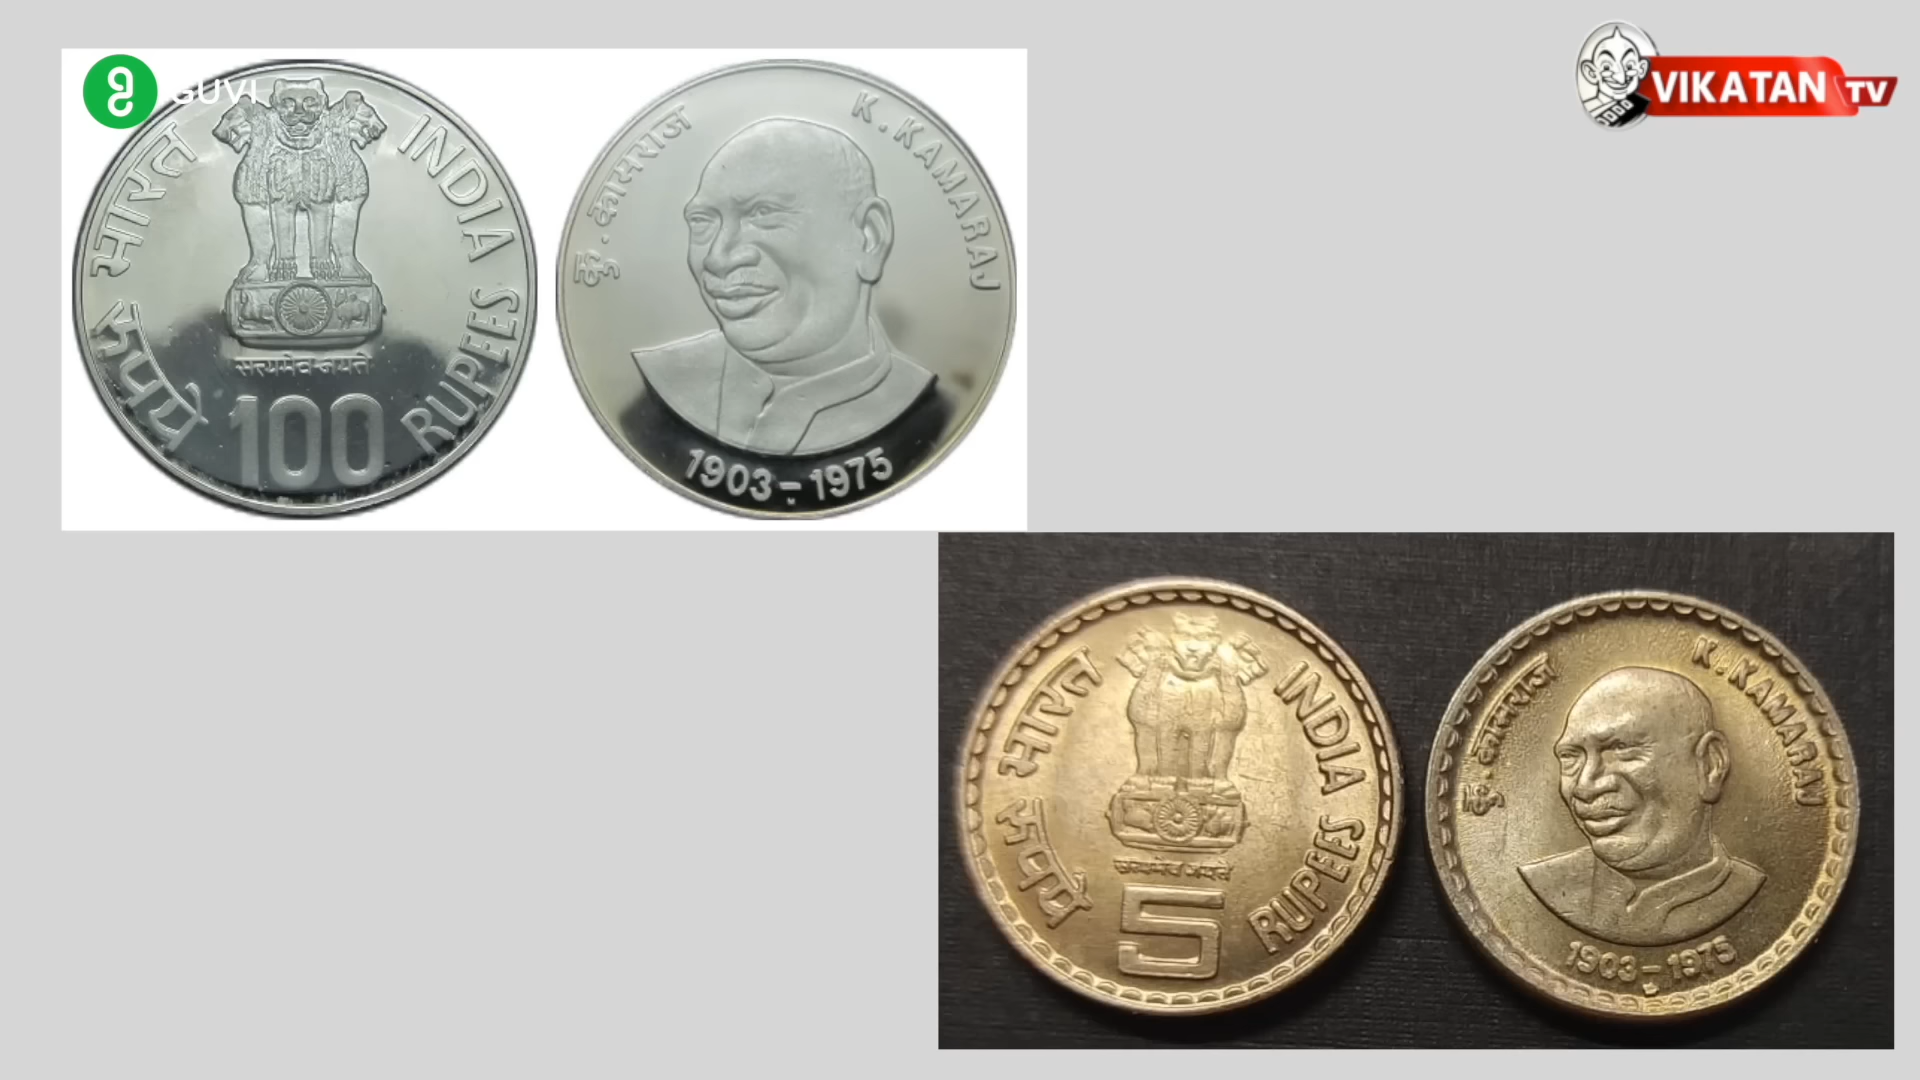 GUVI
VIKATAN TV
भारत
INDIA
रुपये
RUPEES
सत्यमेव जयते
100
कु. कामराज
K. KAMARAJ
1903-1975
भारत
INDIA
रुपये
RUPEES
सत्यमेव जयते
5
कु. कामराज
K. KAMARAJ
1903-1975